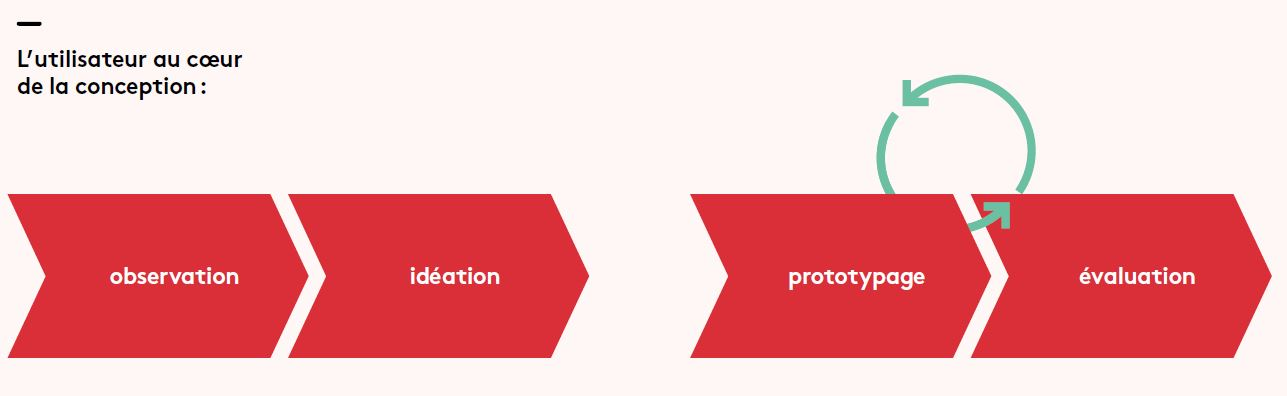 L’utilisateur au cœur
de la conception :
observation
idéation
prototypage
évaluation